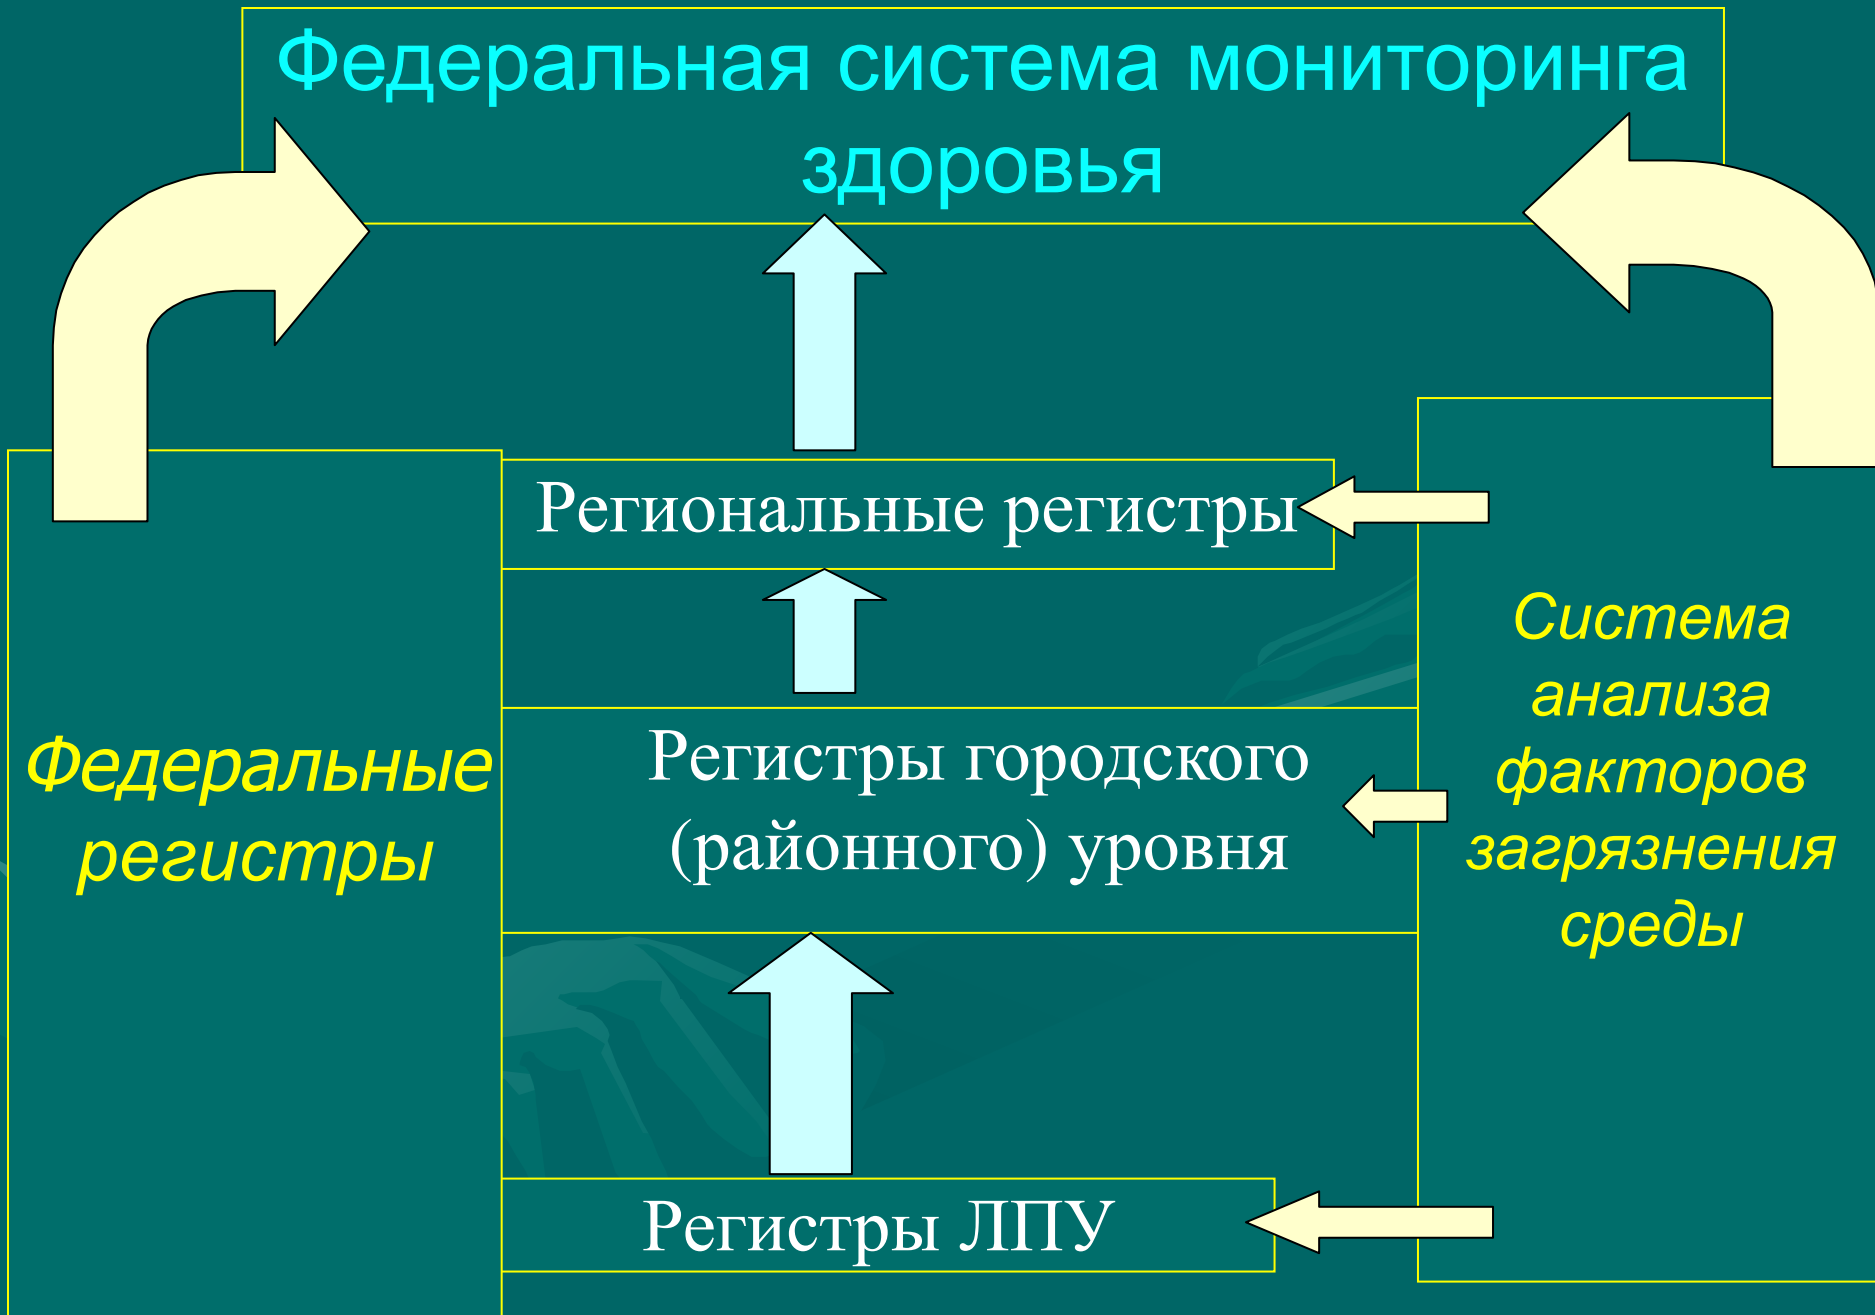 Федеральная система мониторинга
здоровья
Региональные регистры
Федеральные
регистры
Регистры городского
(районного) уровня
Регистры ЛПУ
Система
анализа
факторов
загрязнения
среды